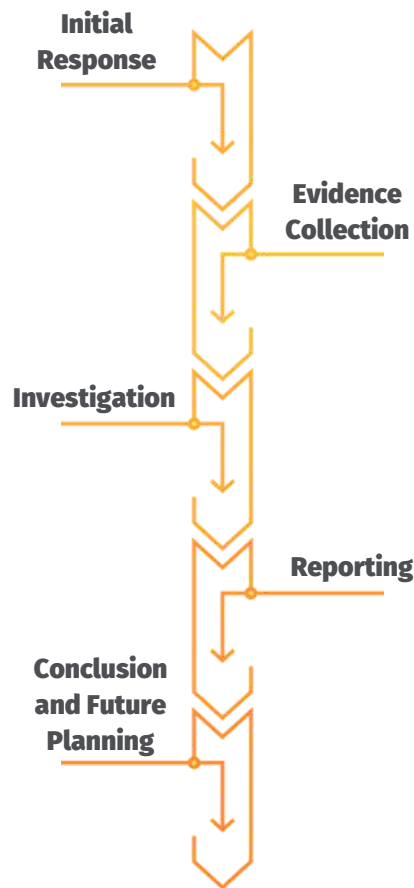 Initial
Response
Evidence
Collection
Investigation
Reporting
Conclusion
and Future
Planning